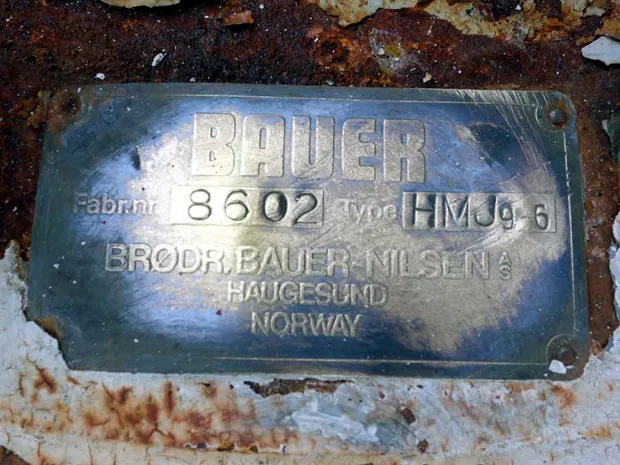 BAUER
Fabr.nr. 8602 Type HMJ9-6
BRØDR. BAUER-NILSEN A/S
HAUGESUND
NORWAY